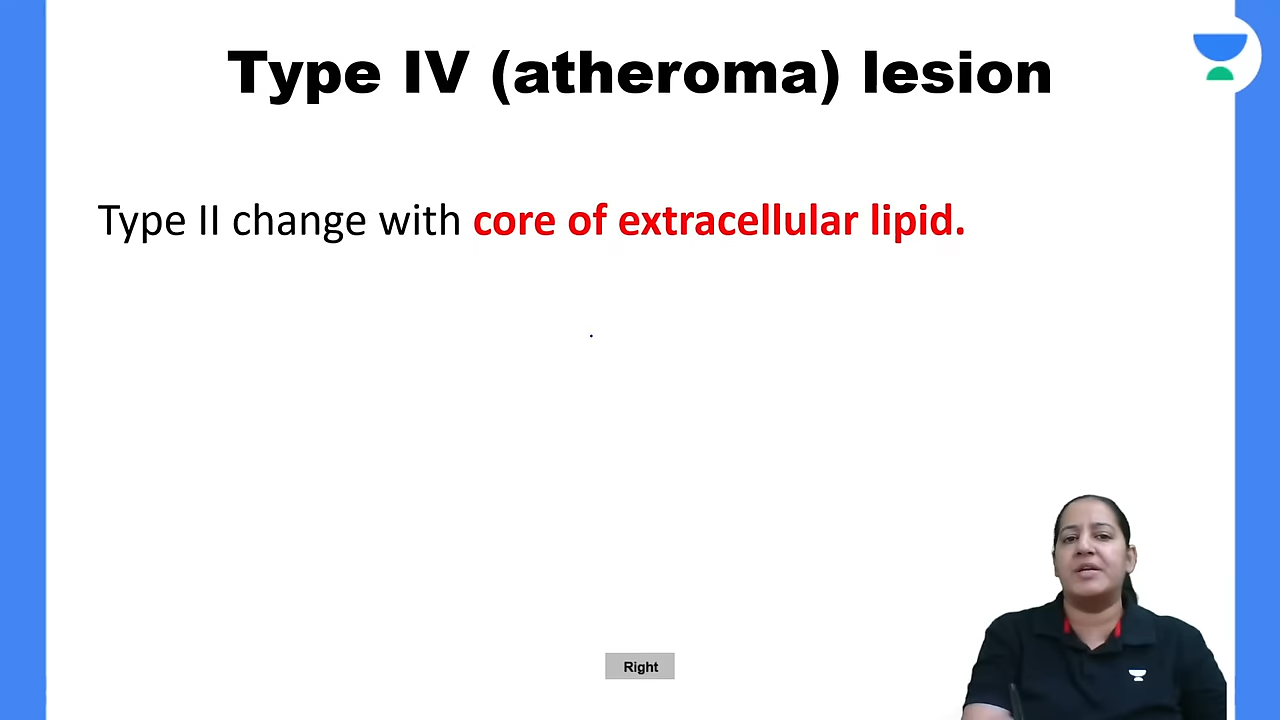 Type IV (atheroma) lesion
Type II change with core of extracellular lipid.
Right